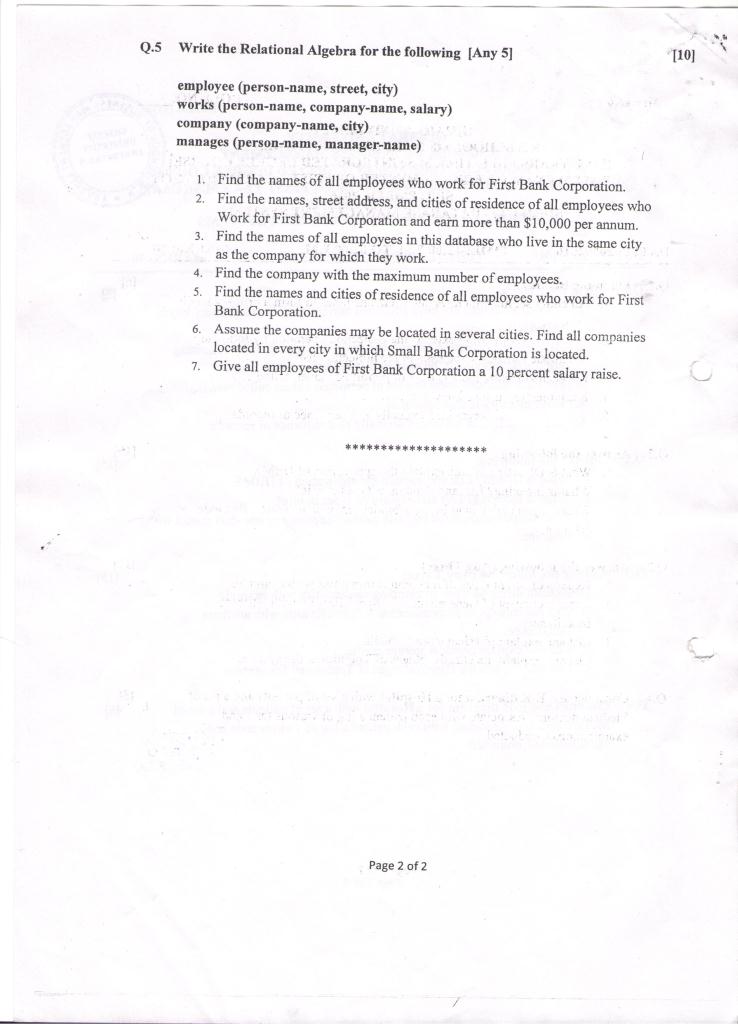 Q.5 Write the Relational Algebra for the following [Any 5] [10]
employee (person-name, street, city)
works (person-name, company-name, salary)
company (company-name, city)
manages (person-name, manager-name)
1. Find the names of all employees who work for First Bank Corporation.
2. Find the names, street address, and cities of residence of all employees who
Work for First Bank Corporation and earn more than $10,000 per annum.
3. Find the names of all employees in this database who live in the same city
as the company for which they work.
4. Find the company with the maximum number of employees.
5. Find the names and cities of residence of all employees who work for First
Bank Corporation.
6. Assume the companies may be located in several cities. Find all companies
located in every city in which Small Bank Corporation is located.
7. Give all employees of First Bank Corporation a 10 percent salary raise.
********************
Page 2 of 2